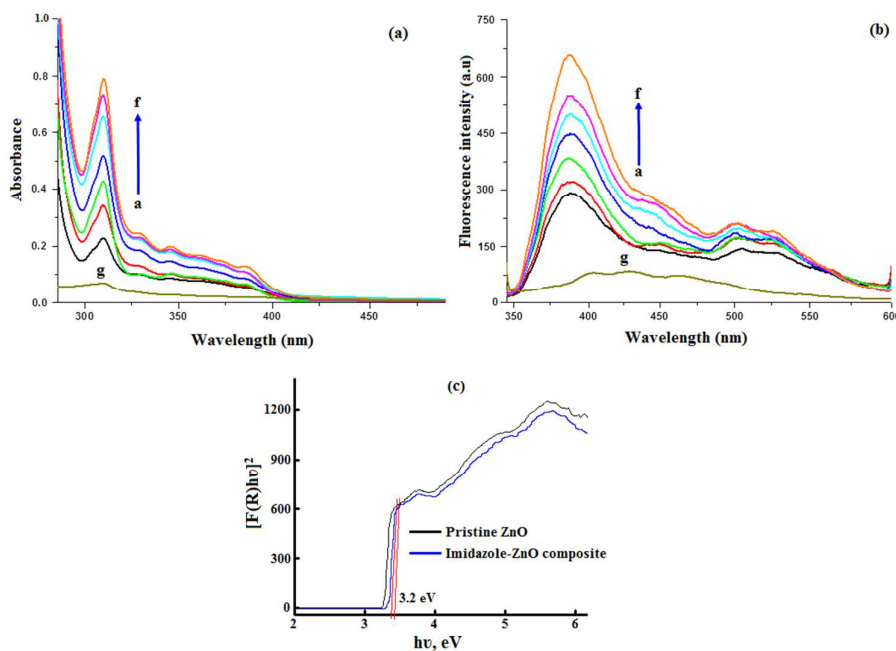 (a)
1.0
0.8
0.6
0.4
0.2
0.0
Absorbance
f
a
g
300
350
400
450
Wavelength (nm)
(b)
750
600
450
300
150
0
Fluorescence intensity (a.u)
f
a
g
350
400
450
500
550
600
Wavelength (nm)
(c)
1200
900
600
300
0
[F(R)hυ]²
Pristine ZnO
Imidazole-ZnO composite
3.2 eV
2
3
4
5
6
hυ, eV